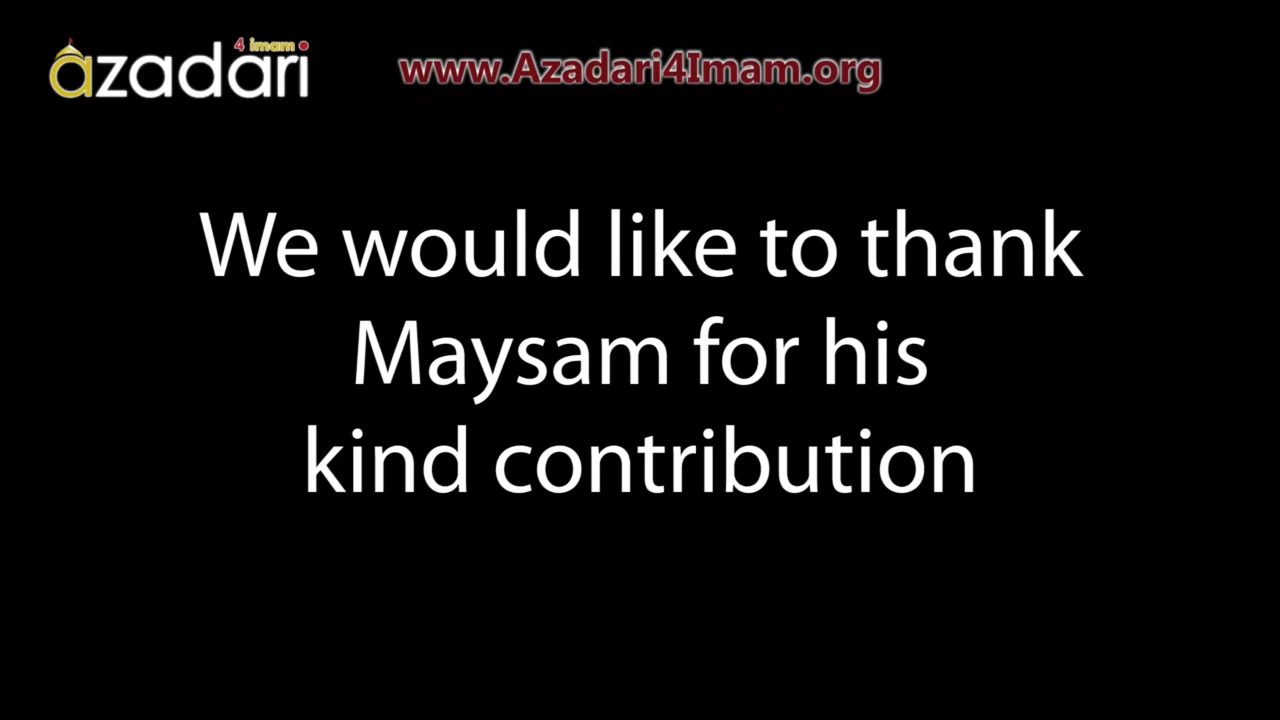 4 imam
azadari
www.Azadari4Imam.org
We would like to thank
Maysam for his
kind contribution